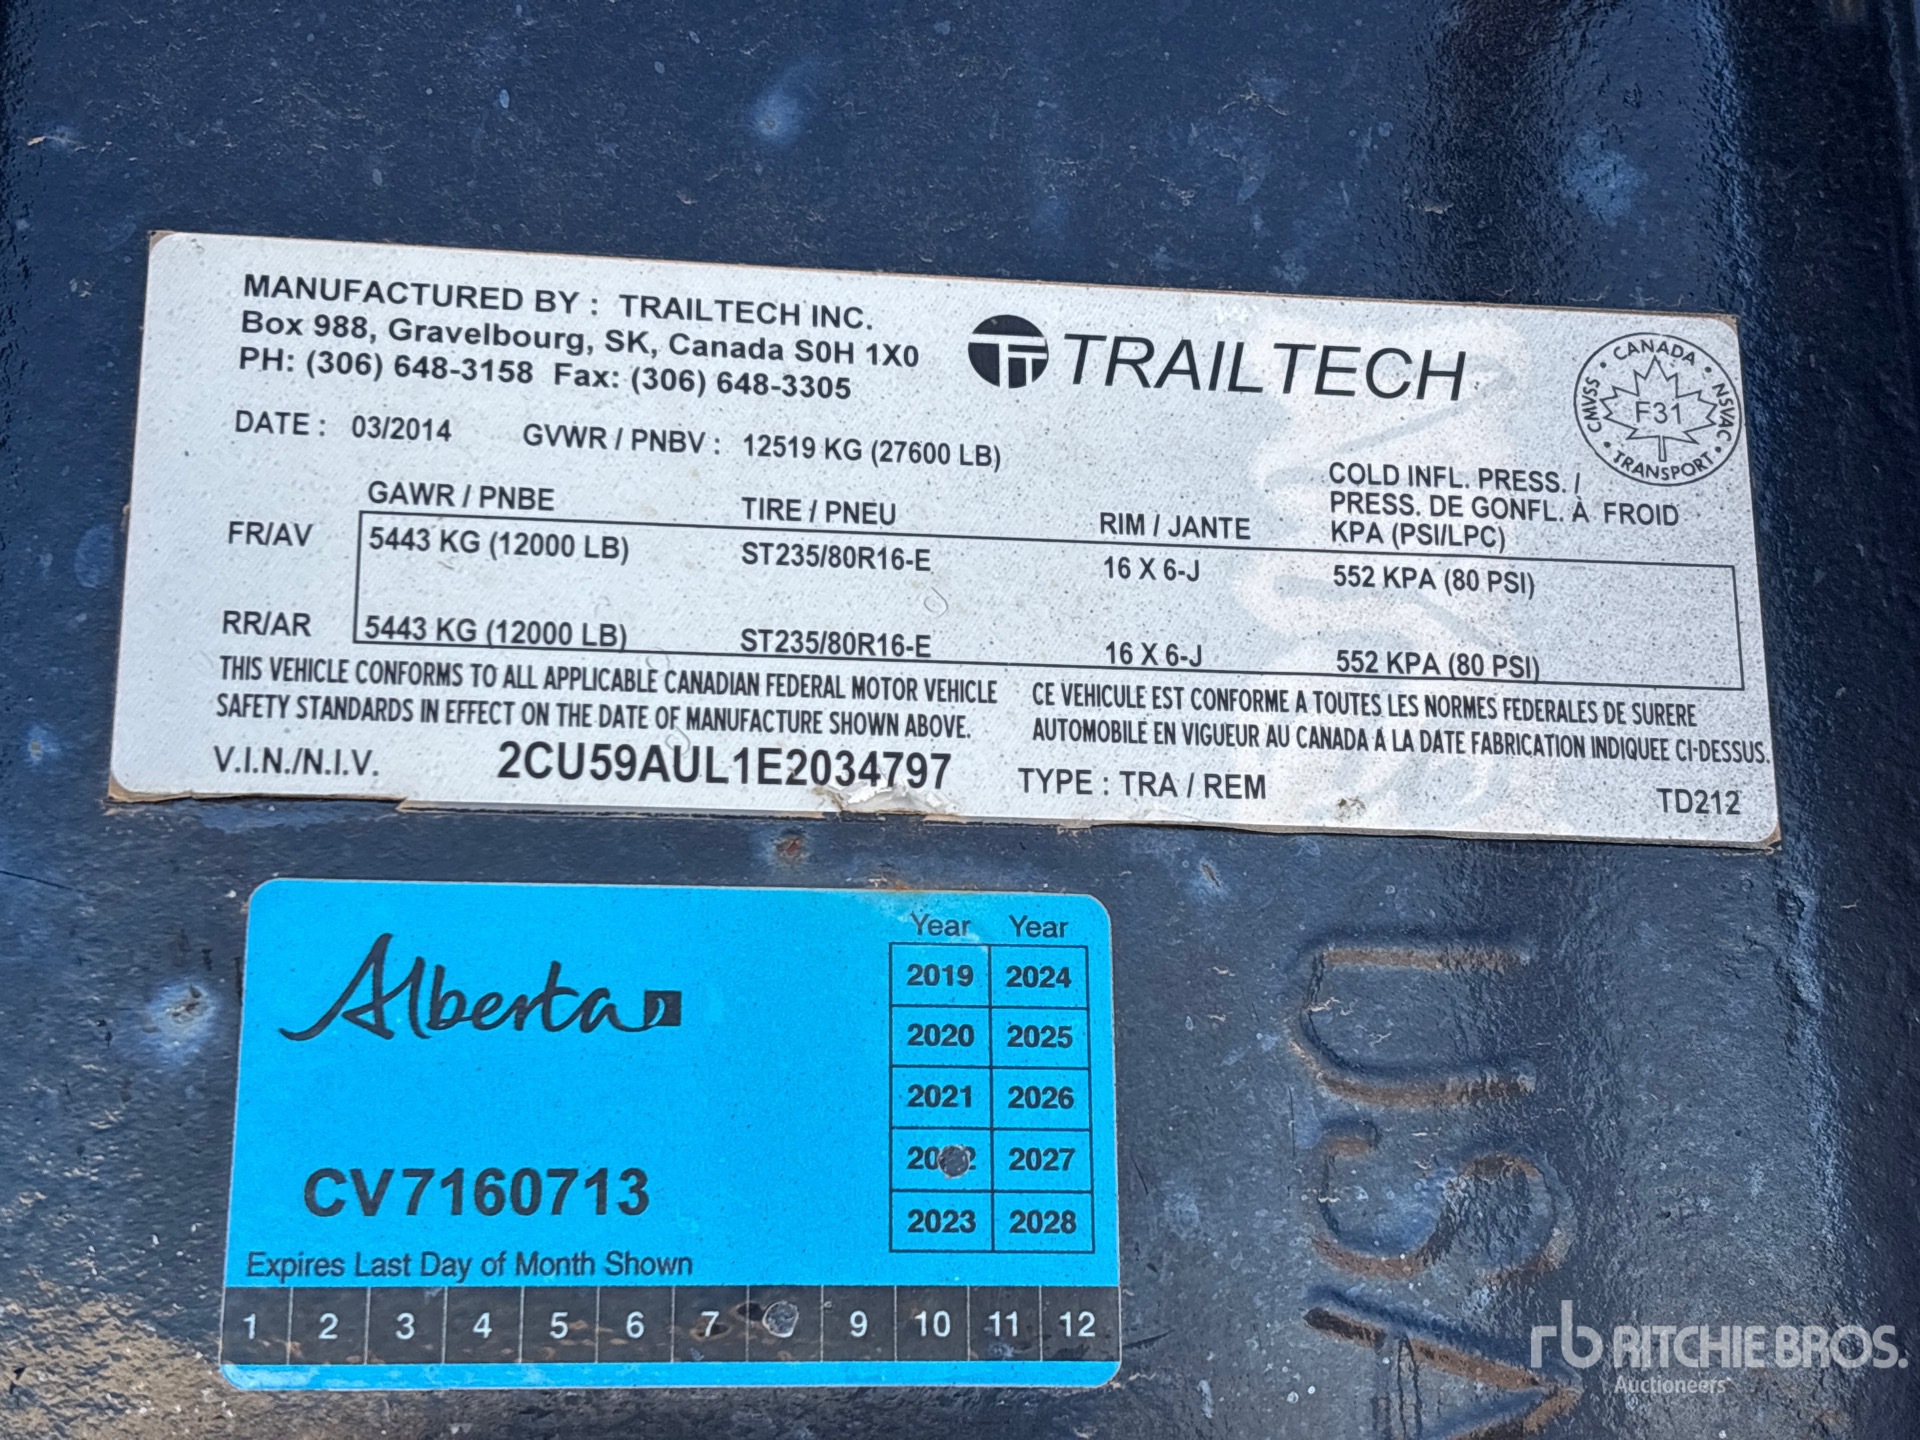 MANUFACTURED BY : TRAILTECH INC.
Box 988, Gravelbourg, SK, Canada S0H 1X0
PH: (306) 648-3158 Fax: (306) 648-3305
TRAILTECH
CANADA
CMVSS
NSVAC
F31
TRANSPORT
DATE : 03/2014 GVWR / PNBV : 12519 KG (27600 LB)
GAWR / PNBE TIRE / PNEU RIM / JANTE COLD INFL. PRESS. /
PRESS. DE GONFL. À FROID
KPA (PSI/LPC)
FR/AV 5443 KG (12000 LB) ST235/80R16-E 16 X 6-J 552 KPA (80 PSI)
RR/AR 5443 KG (12000 LB) ST235/80R16-E 16 X 6-J 552 KPA (80 PSI)
THIS VEHICLE CONFORMS TO ALL APPLICABLE CANADIAN FEDERAL MOTOR VEHICLE
SAFETY STANDARDS IN EFFECT ON THE DATE OF MANUFACTURE SHOWN ABOVE.
CE VEHICULE EST CONFORME A TOUTES LES NORMES FEDERALES DE SURERE
AUTOMOBILE EN VIGUEUR AU CANADA A LA DATE FABRICATION INDIQUEE CI-DESSUS.
V.I.N./N.I.V. 2CU59AUL1E2034797 TYPE : TRA / REM TD212
Alberta
Year Year
2019 2024
2020 2025
2021 2026
2027
2023 2028
CV7160713
Expires Last Day of Month Shown
1 2 3 4 5 6 7 9 10 11 12
USA
rb RITCHIE BROS.
Auctioneers